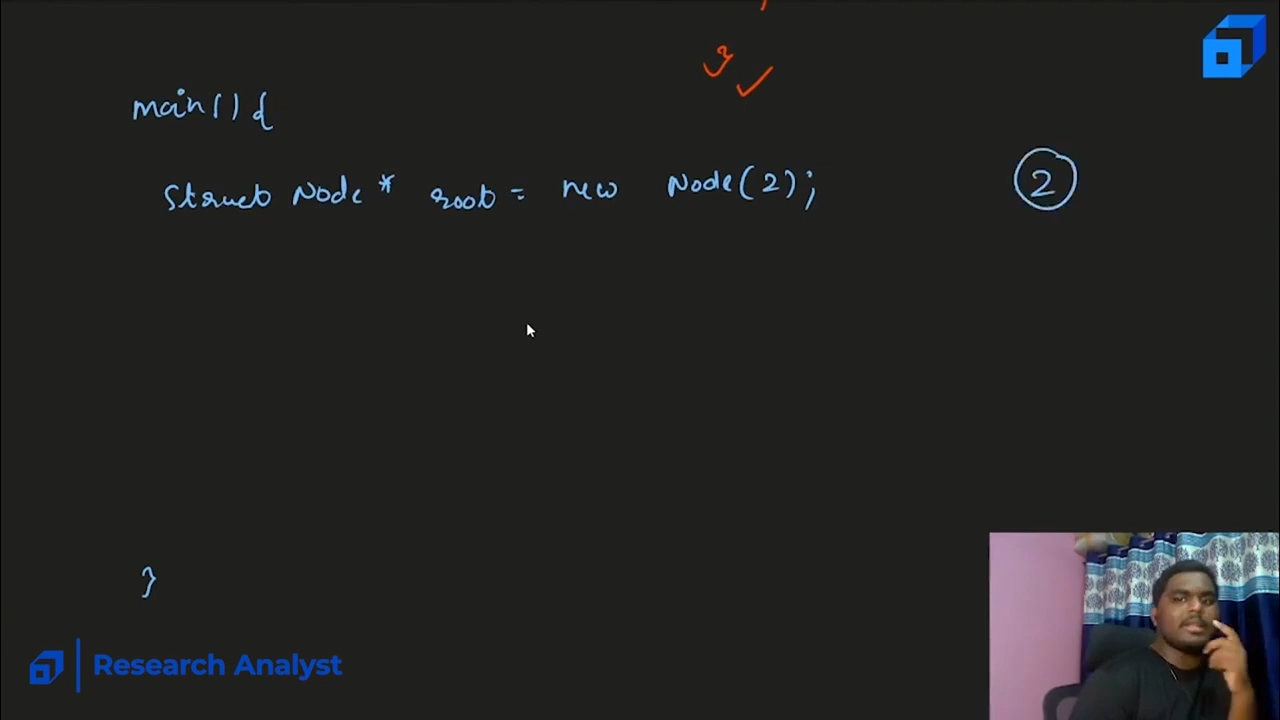 }
main() {
struct Node* root = new Node(2);
2
}
Research Analyst